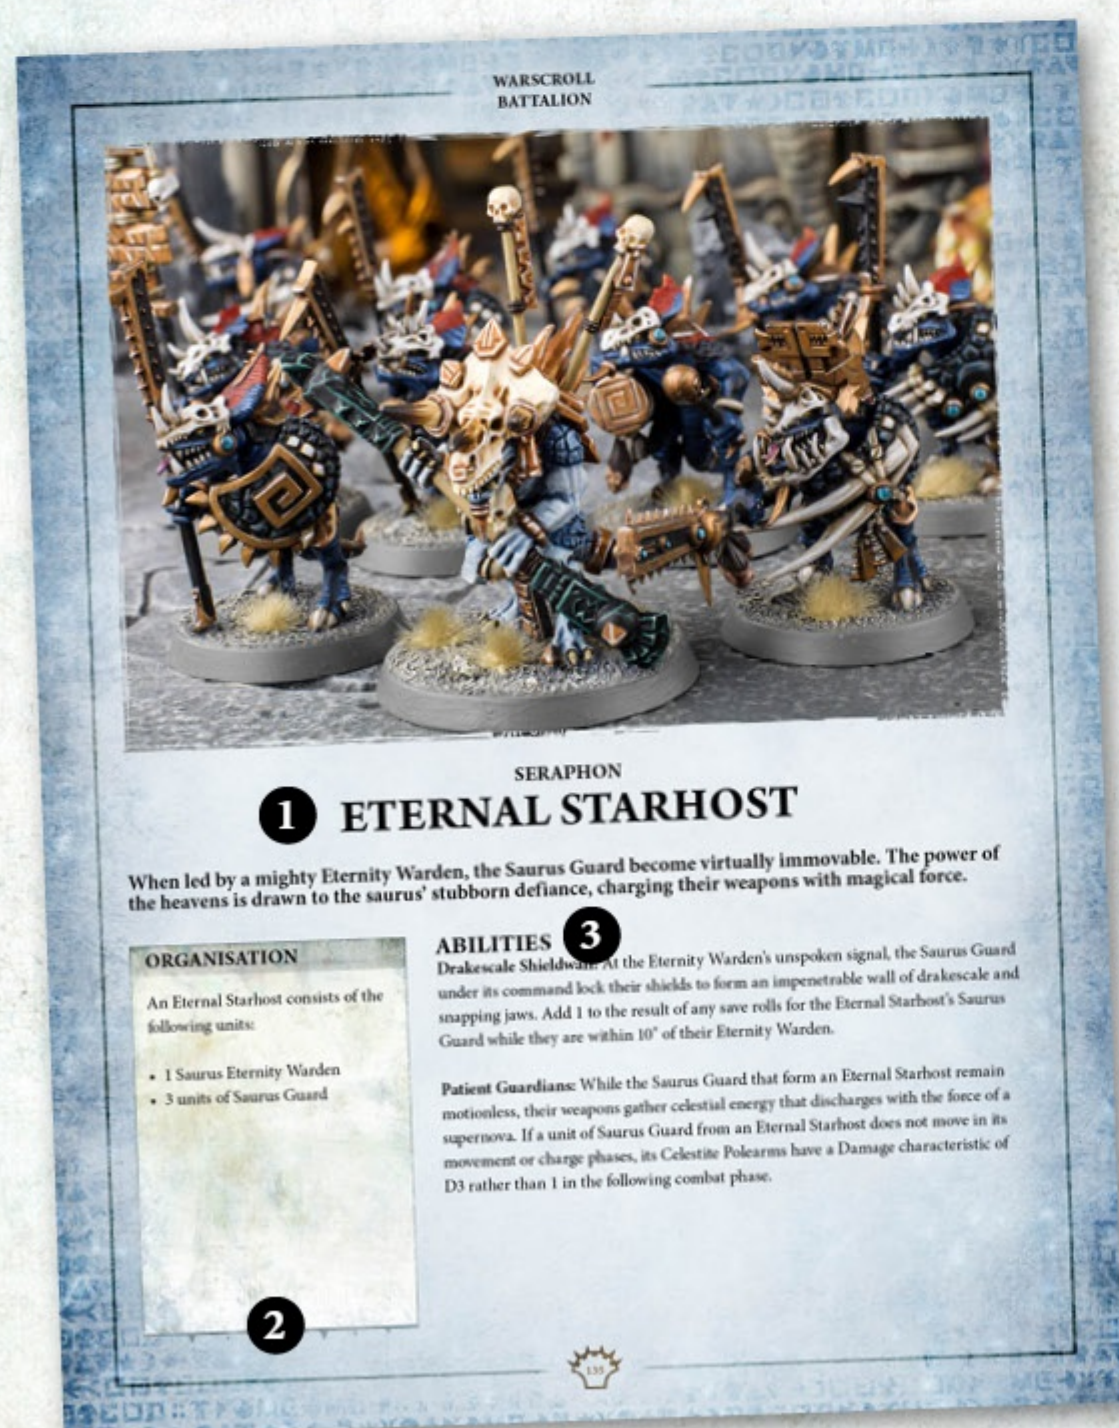 WARSCROLL
BATTALION
SERAPHON
1 ETERNAL STARHOST
When led by a mighty Eternity Warden, the Saurus Guard become virtually immovable. The power of
the heavens is drawn to the saurus' stubborn defiance, charging their weapons with magical force.
ORGANISATION
An Eternal Starhost consists of the
following units:
• 1 Saurus Eternity Warden
• 3 units of Saurus Guard
2
ABILITIES 3
Drakescale Shieldwall: At the Eternity Warden's unspoken signal, the Saurus Guard
under its command lock their shields to form an impenetrable wall of drakescale and
snapping jaws. Add 1 to the result of any save rolls for the Eternal Starhost's Saurus
Guard while they are within 10" of their Eternity Warden.
Patient Guardians: While the Saurus Guard that form an Eternal Starhost remain
motionless, their weapons gather celestial energy that discharges with the force of a
supernova. If a unit of Saurus Guard from an Eternal Starhost does not move in its
movement or charge phases, its Celestite Polearms have a Damage characteristic of
D3 rather than 1 in the following combat phase.
135